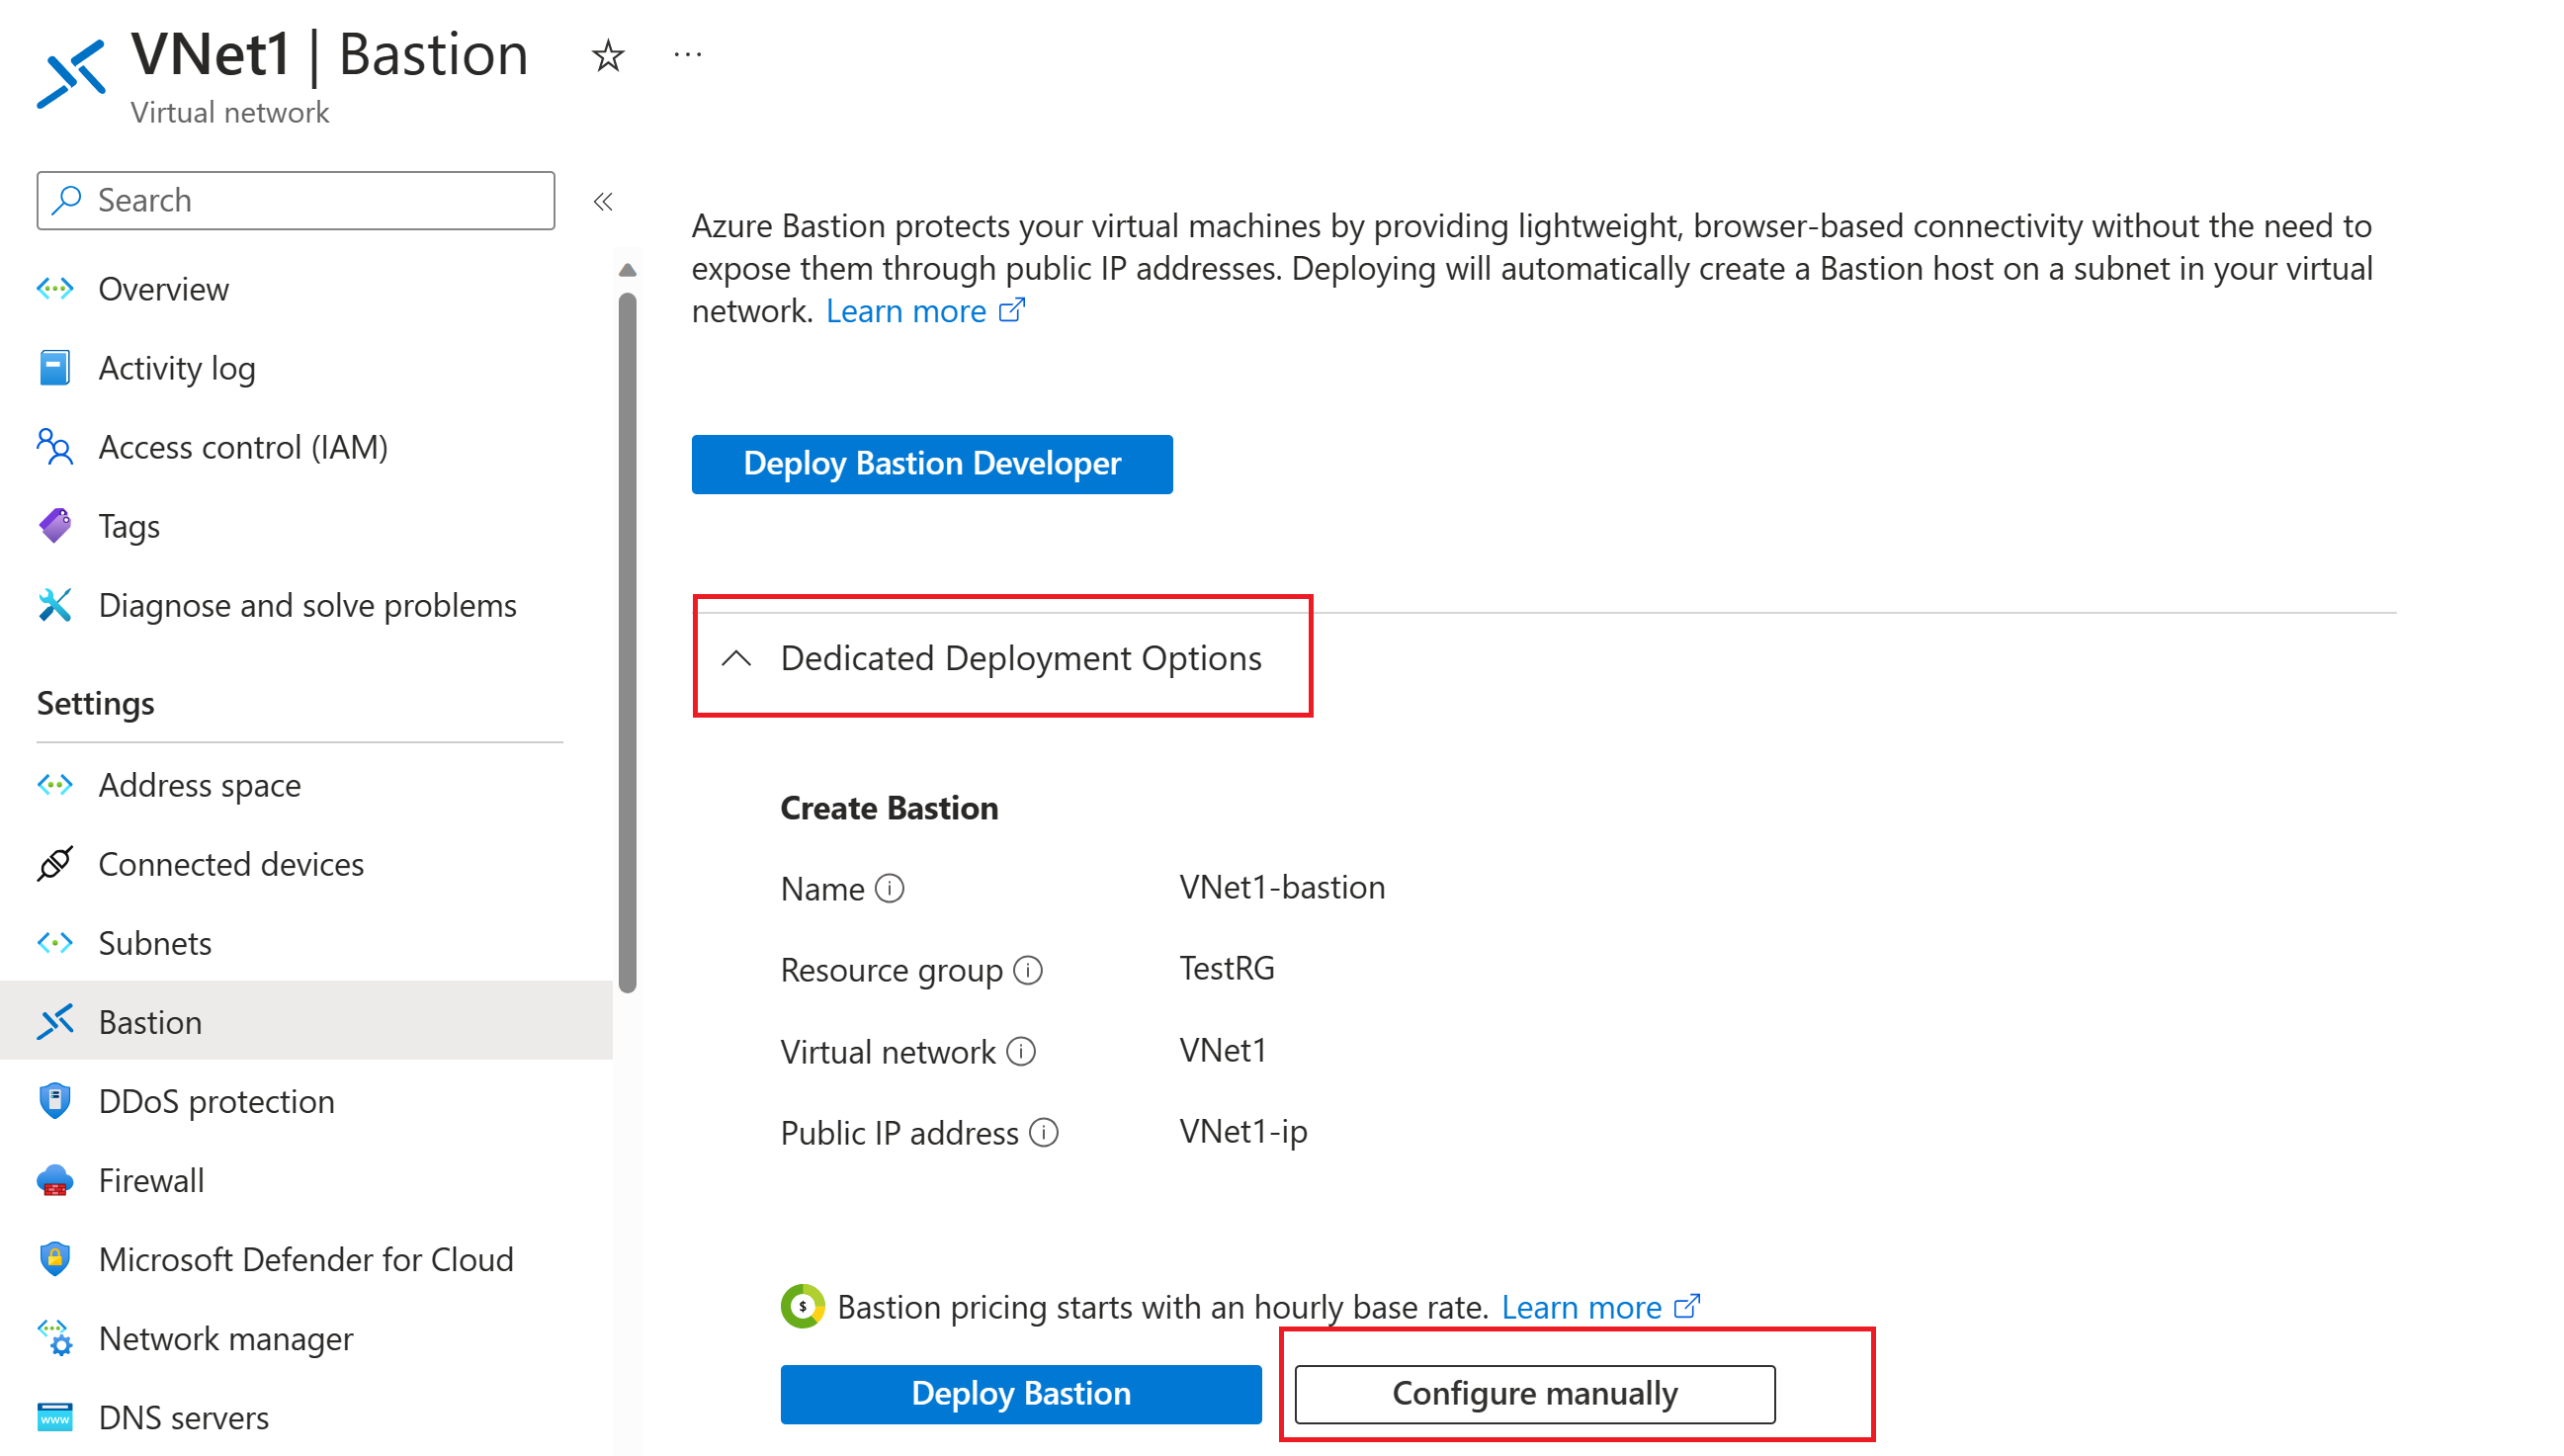 VNet1 | Bastion
Virtual network
Search
Overview
Activity log
Access control (IAM)
Tags
Diagnose and solve problems
Settings
Address space
Connected devices
Subnets
Bastion
DDoS protection
Firewall
Microsoft Defender for Cloud
Network manager
DNS servers
Azure Bastion protects your virtual machines by providing lightweight, browser-based connectivity without the need to
expose them through public IP addresses. Deploying will automatically create a Bastion host on a subnet in your virtual
network. Learn more
Deploy Bastion Developer
Dedicated Deployment Options
Create Bastion
Name VNet1-bastion
Resource group TestRG
Virtual network VNet1
Public IP address VNet1-ip
Bastion pricing starts with an hourly base rate. Learn more
Deploy Bastion Configure manually